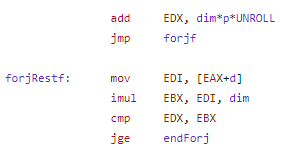 add EDX, dim*p*UNROLL
jmp forjf
forjRestf: mov EDI, [EAX+d]
imul EBX, EDI, dim
cmp EDX, EBX
jge endForj